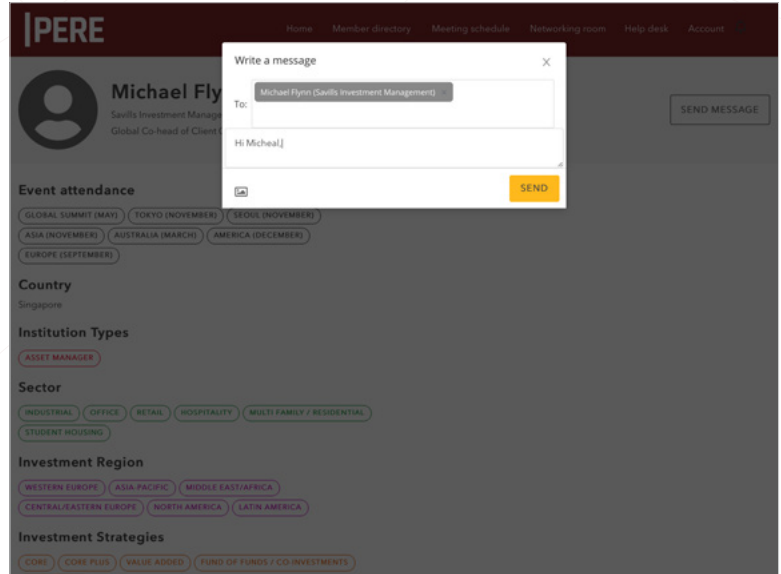 PERE
Home Member directory Meeting schedule Networking room Help desk Account
Write a message
To: Michael Flynn (Savills Investment Management)
Hi Micheal,
SEND
Michael Fly
Savills Investment Manage
Global Co-head of Client
SEND MESSAGE
Event attendance
GLOBAL SUMMIT (MAY) TOKYO (NOVEMBER) SEOUL (NOVEMBER)
ASIA (NOVEMBER) AUSTRALIA (MARCH) AMERICA (DECEMBER)
EUROPE (SEPTEMBER)
Country
Singapore
Institution Types
ASSET MANAGER
Sector
INDUSTRIAL OFFICE RETAIL HOSPITALITY MULTI FAMILY / RESIDENTIAL
STUDENT HOUSING
Investment Region
WESTERN EUROPE ASIA-PACIFIC MIDDLE EAST/AFRICA
CENTRAL/EASTERN EUROPE NORTH AMERICA LATIN AMERICA
Investment Strategies
CORE CORE PLUS VALUE ADDED FUND OF FUNDS / CO-INVESTMENTS